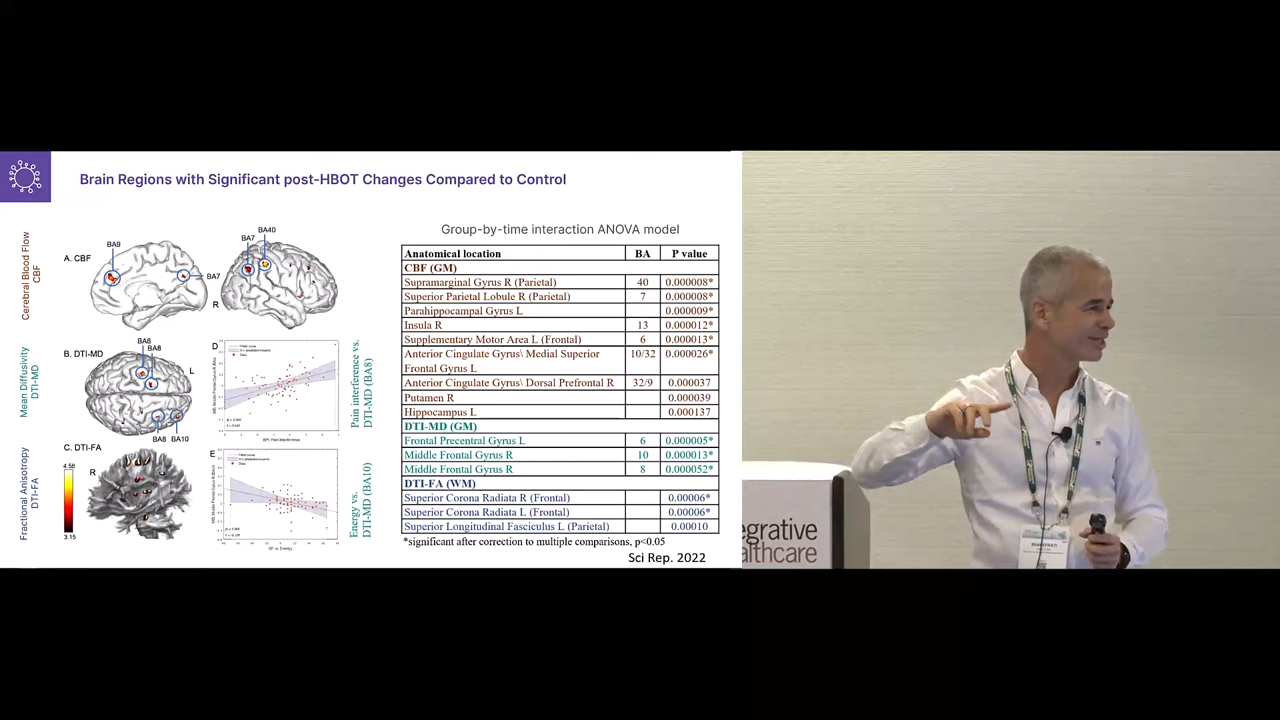 Brain Regions with Significant post-HBOT Changes Compared to Control
Cerebral Blood Flow
CBF
Mean Diffusivity
DTI-MD
Fractional Anisotropy
DTI-FA
A. CBF
BA9
BA7
BA7
BA40
R
B. DTI-MD
BA6
BA8
L
BA8
BA10
C. DTI-FA
R
4.58
3.15
D
BPI, Pain interference
Pain interference vs.
DTI-MD (BA8)
E
Energy vs.
DTI-MD (BA10)
Group-by-time interaction ANOVA model
Anatomical location BA P value
CBF (GM)
Supramarginal Gyrus R (Parietal) 40 0.000008*
Superior Parietal Lobule R (Parietal) 7 0.000008*
Parahippocampal Gyrus L 0.000009*
Insula R 13 0.000012*
Supplementary Motor Area L (Frontal) 6 0.000013*
Anterior Cingulate Gyrus\ Medial Superior 10/32 0.000026*
Frontal Gyrus L
Anterior Cingulate Gyrus\ Dorsal Prefrontal R 32/9 0.000037
Putamen R 0.000039
Hippocampus L 0.000137
DTI-MD (GM)
Frontal Precentral Gyrus L 6 0.000005*
Middle Frontal Gyrus R 10 0.000013*
Middle Frontal Gyrus R 8 0.000052*
DTI-FA (WM)
Superior Corona Radiata R (Frontal) 0.00006*
Superior Corona Radiata L (Frontal) 0.00006*
Superior Longitudinal Fasciculus L (Parietal) 0.00010
*significant after correction to multiple comparisons, p<0.05
Sci Rep. 2022
egrative
ealthcare